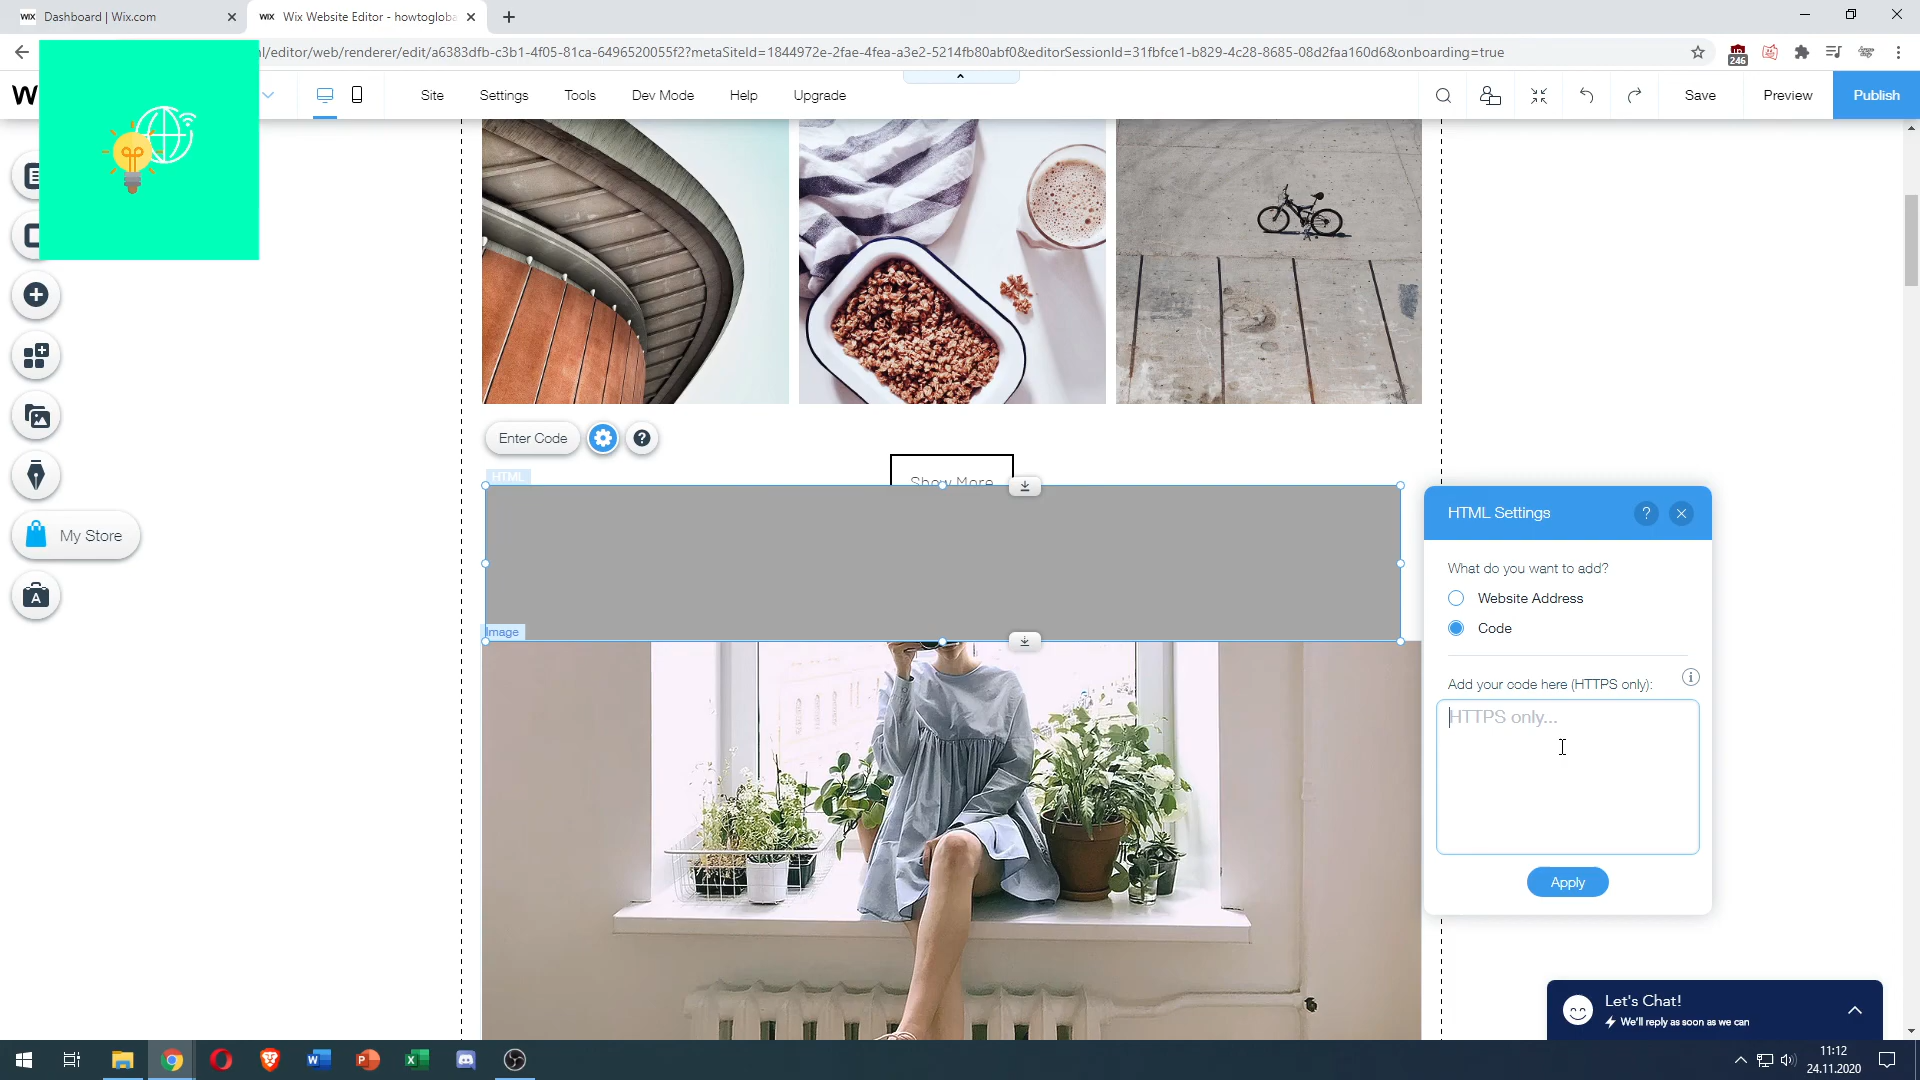 WiX Dashboard | Wix.com
WiX Wix Website Editor - howtogloba
l/editor/web/renderer/edit/a6383dfb-c3b1-4f05-81ca-6496520055f2?metaSiteId=1844972e-2fae-4fea-a3e2-5214fb80abf0&editorSessionId=31fbfce1-b829-4c28-8685-08d2faa160d6&onboarding=true
246
W
Site
Settings
Tools
Dev Mode
Help
Upgrade
Save
Preview
Publish
Enter Code
?
HTML
Show More
Image
My Store
A
HTML Settings
?
What do you want to add?
Website Address
Code
Add your code here (HTTPS only):
i
HTTPS only...
Apply
Let's Chat!
We'll reply as soon as we can
11:12
24.11.2020